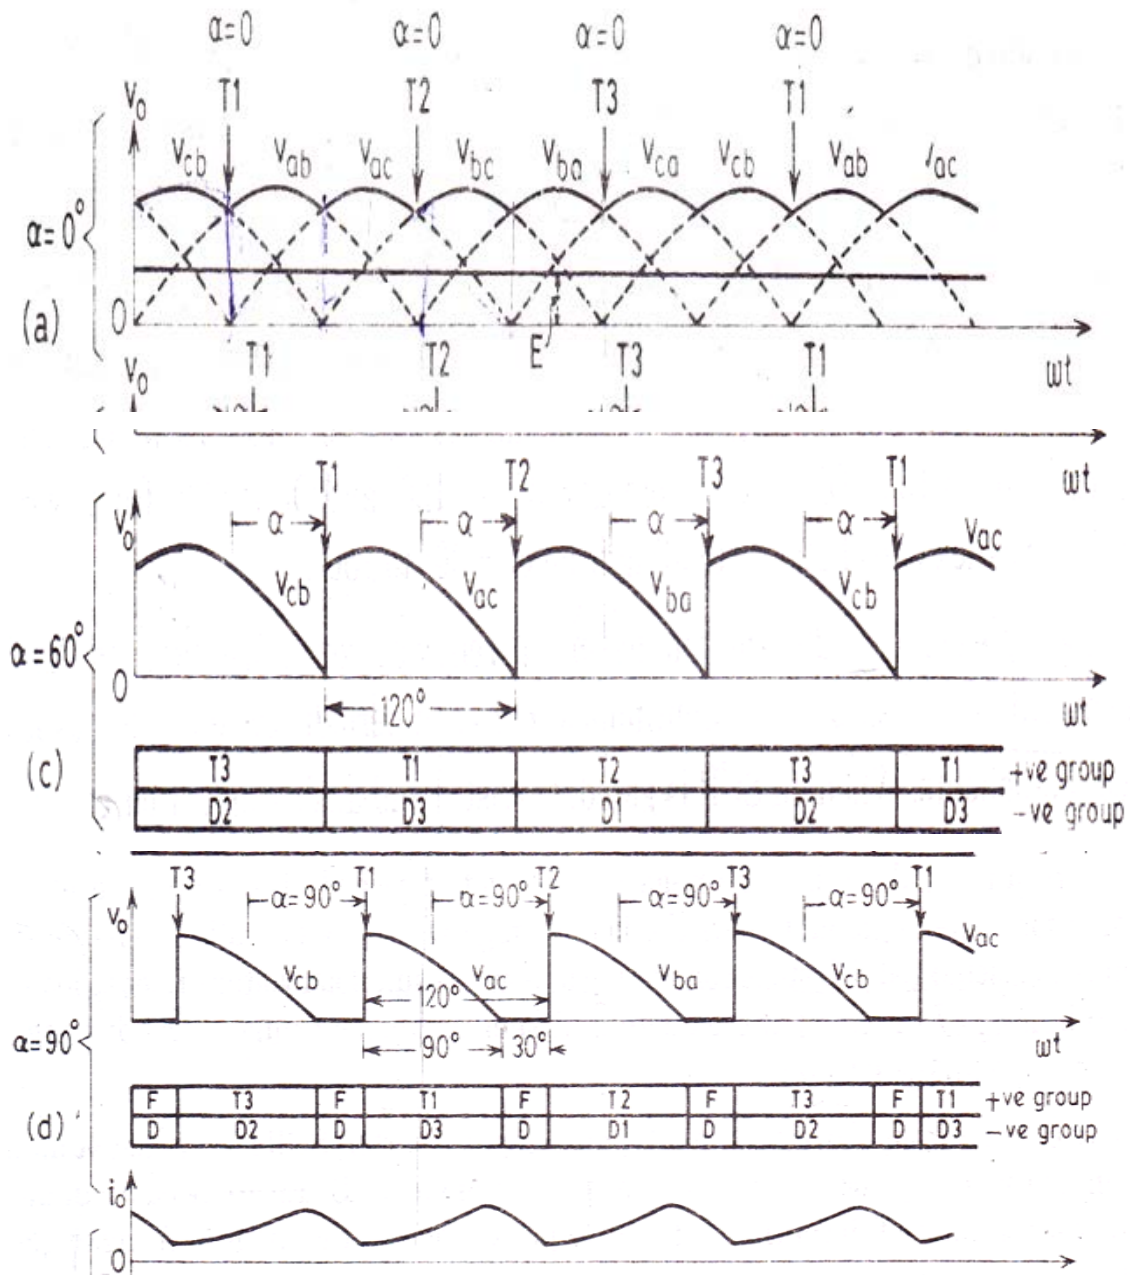 α=0 α=0 α=0 α=0
T1 T2 T3 T1
v₀
Vcb Vab Vac Vbc Vba Vca Vcb Vab Vac
α=0°
(a)
0
E
ωt
T1 T2 T3 T1
v₀
ωt
T1 T2 T3 T1
v₀
α α α α
Vcb Vac Vba Vcb Vac
α=60°
0
120°
ωt
(c)
T3 T1 T2 T3 T1 +ve group
D2 D3 D1 D2 D3 -ve group
T3 T1 T2 T3 T1
α=90° α=90° α=90° α=90°
v₀
Vcb Vac Vba Vcb Vac
120°
α=90°
90° 30°
ωt
F T3 F T1 F T2 F T3 F T1 +ve group
(d)
D D2 D D3 D D1 D D2 D D3 -ve group
i₀
0